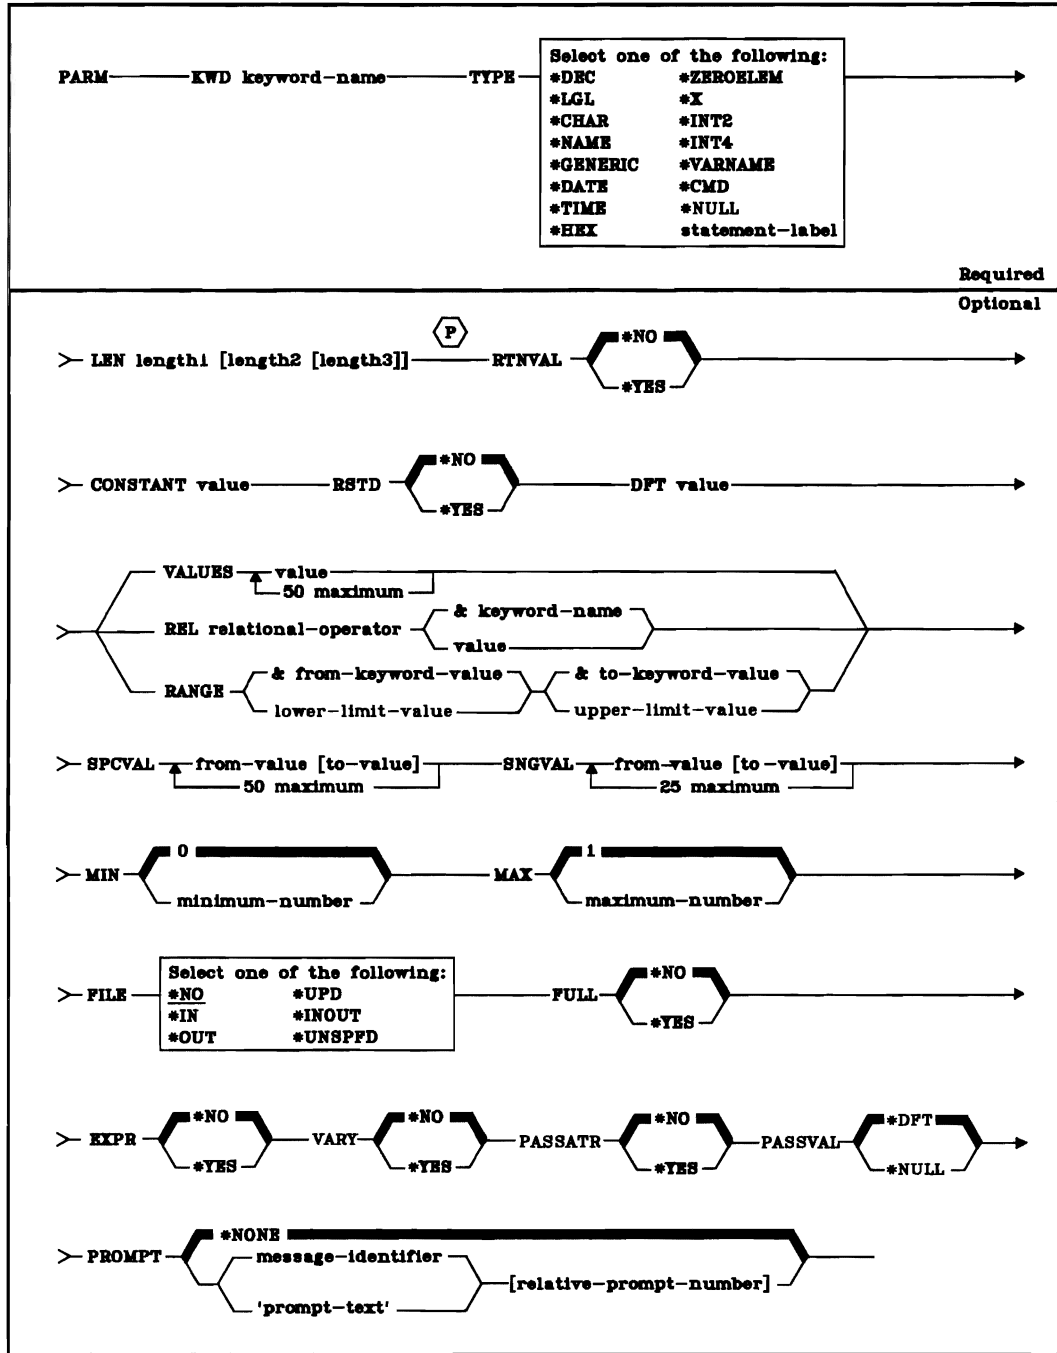 PARM KWD keyword-name TYPE
Select one of the following:
*DEC *ZEROELEM
*LGL *X
*CHAR *INT2
*NAME *INT4
*GENERIC *VARNAME
*DATE *CMD
*TIME *NULL
*HEX statement-label
Required
Optional
P
LEN length1 [length2 [length3]] RTNVAL *NO
*YES
CONSTANT value RSTD *NO DFT value
*YES
VALUES value
50 maximum
REL relational-operator & keyword-name
value
RANGE & from-keyword-value & to-keyword-value
lower-limit-value upper-limit-value
SPCVAL from-value [to-value] SNGVAL from-value [to-value]
50 maximum 25 maximum
MIN 0 MAX 1
minimum-number maximum-number
FILE
Select one of the following:
*NO *UPD
*IN *INOUT
*OUT *UNSPFD
FULL *NO
*YES
EXPR *NO VARY *NO PASSATR *NO PASSVAL *DFT
*YES *YES *YES *NULL
PROMPT *NONE
message-identifier
'prompt-text' [relative-prompt-number]